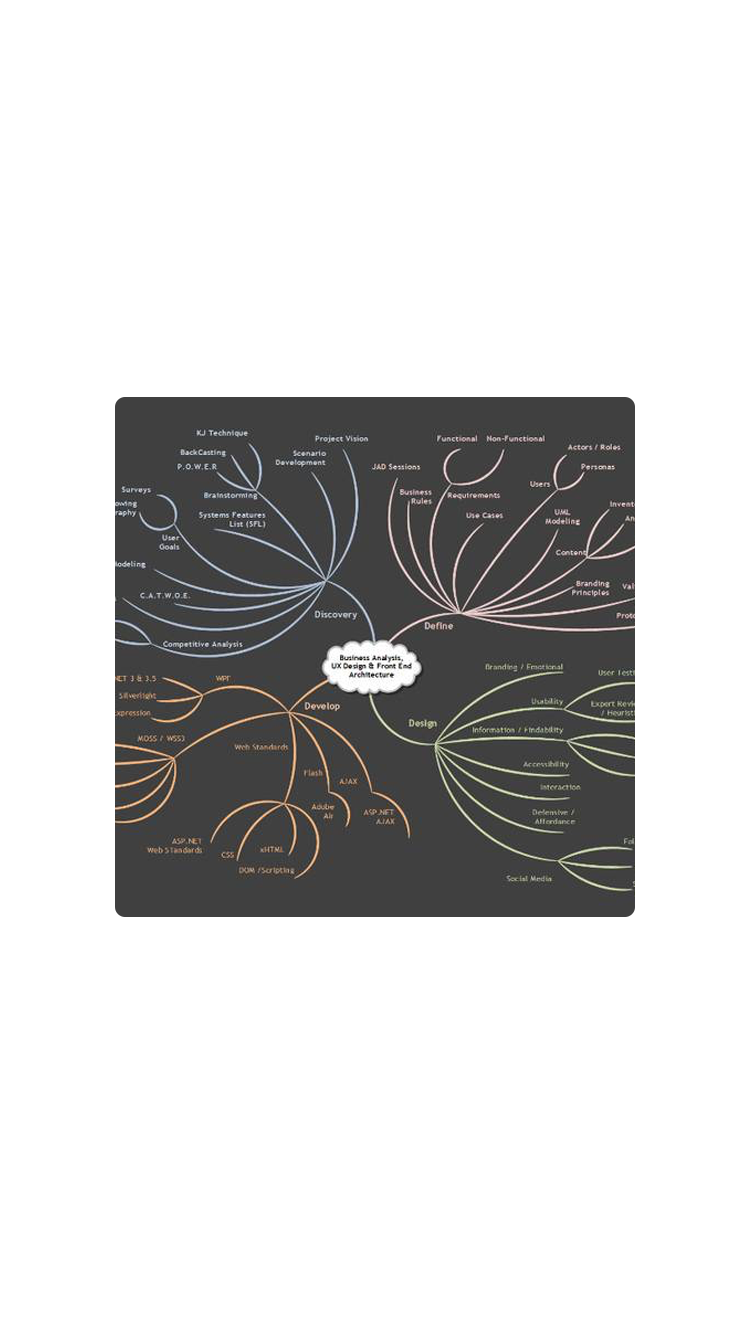 KJ Technique
BackCasting
P.O.W.E.R
Brainstorming
Scenario
Development
Project Vision
Surveys
Systems Features
List (SFL)
User
Goals
C.A.T.W.O.E.
Competitive Analysis
Discovery
Functional
Non-Functional
JAD Sessions
Business
Rules
Requirements
Use Cases
Actors / Roles
Personas
Users
UML
Modeling
Content
Branding
Principles
Define
Business Analysis,
UX Design & Front End
Architecture
NET 3 & 3.5
WPF
Silverlight
MOSS / WSS3
Develop
Web Standards
Flash
AJAX
Adobe
Air
ASP.NET
AJAX
ASP.NET
Web STandards
CSS
xHTML
DOM /Scripting
Design
Branding / Emotional
Usability
Information / Findability
Accessibility
Interaction
Defensive /
Affordance
Social Media